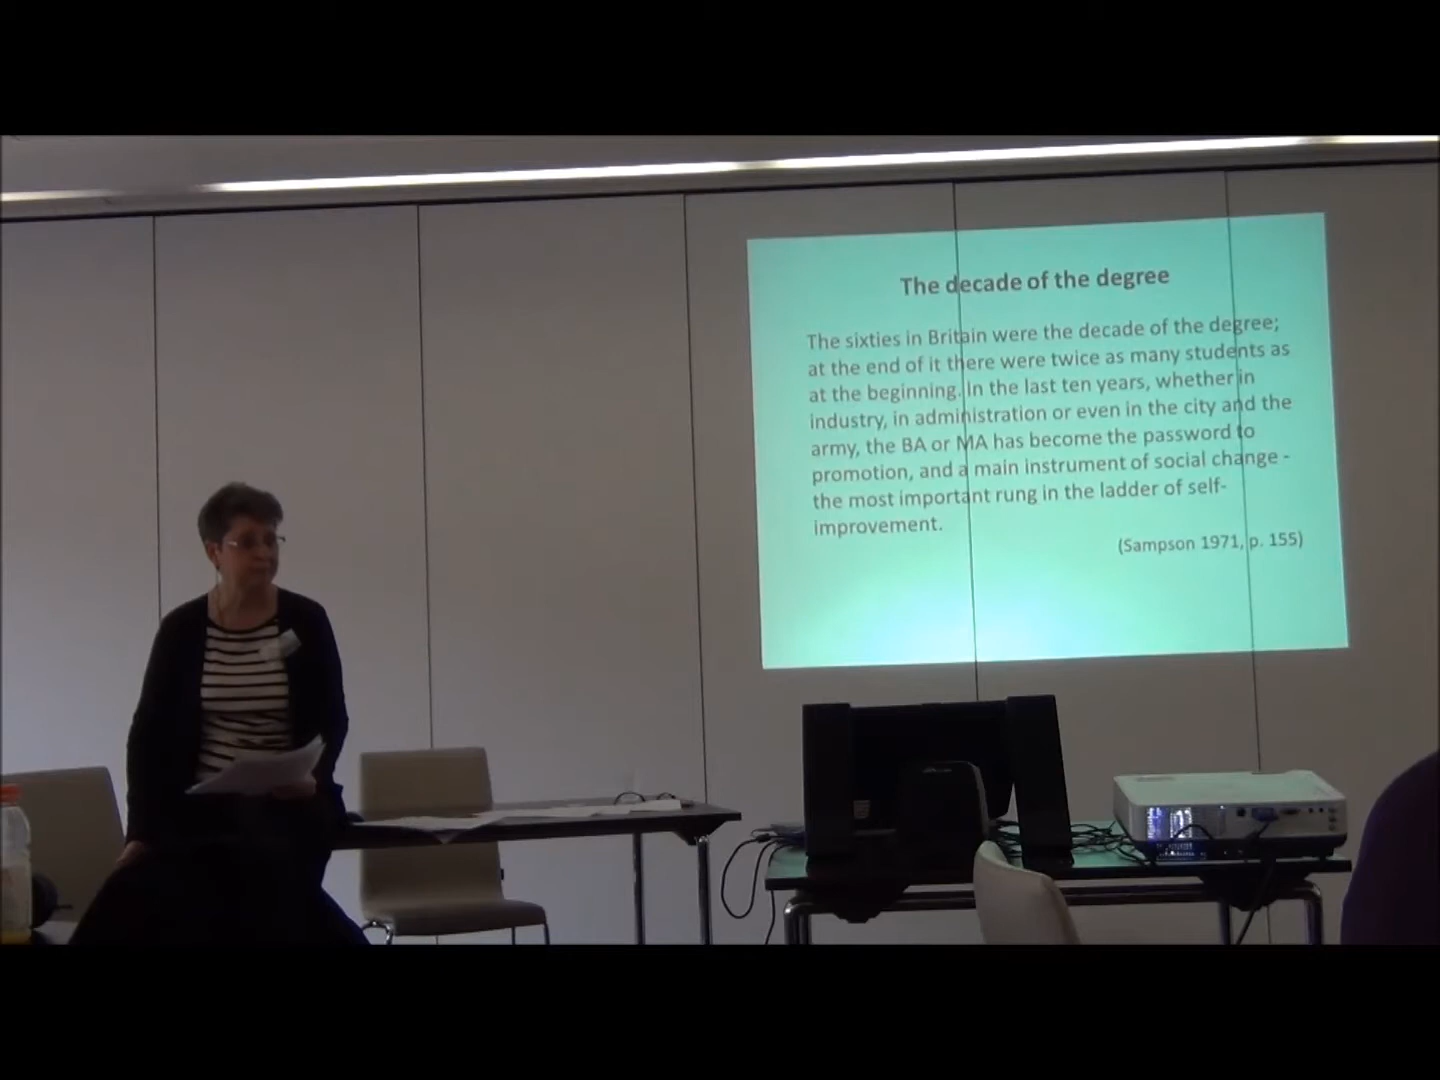 The decade of the degree
The sixties in Britain were the decade of the degree;
at the end of it there were twice as many students as
at the beginning. In the last ten years, whether in
industry, in administration or even in the city and the
army, the BA or MA has become the password to
promotion, and a main instrument of social change -
the most important rung in the ladder of self-
improvement.
(Sampson 1971, p. 155)